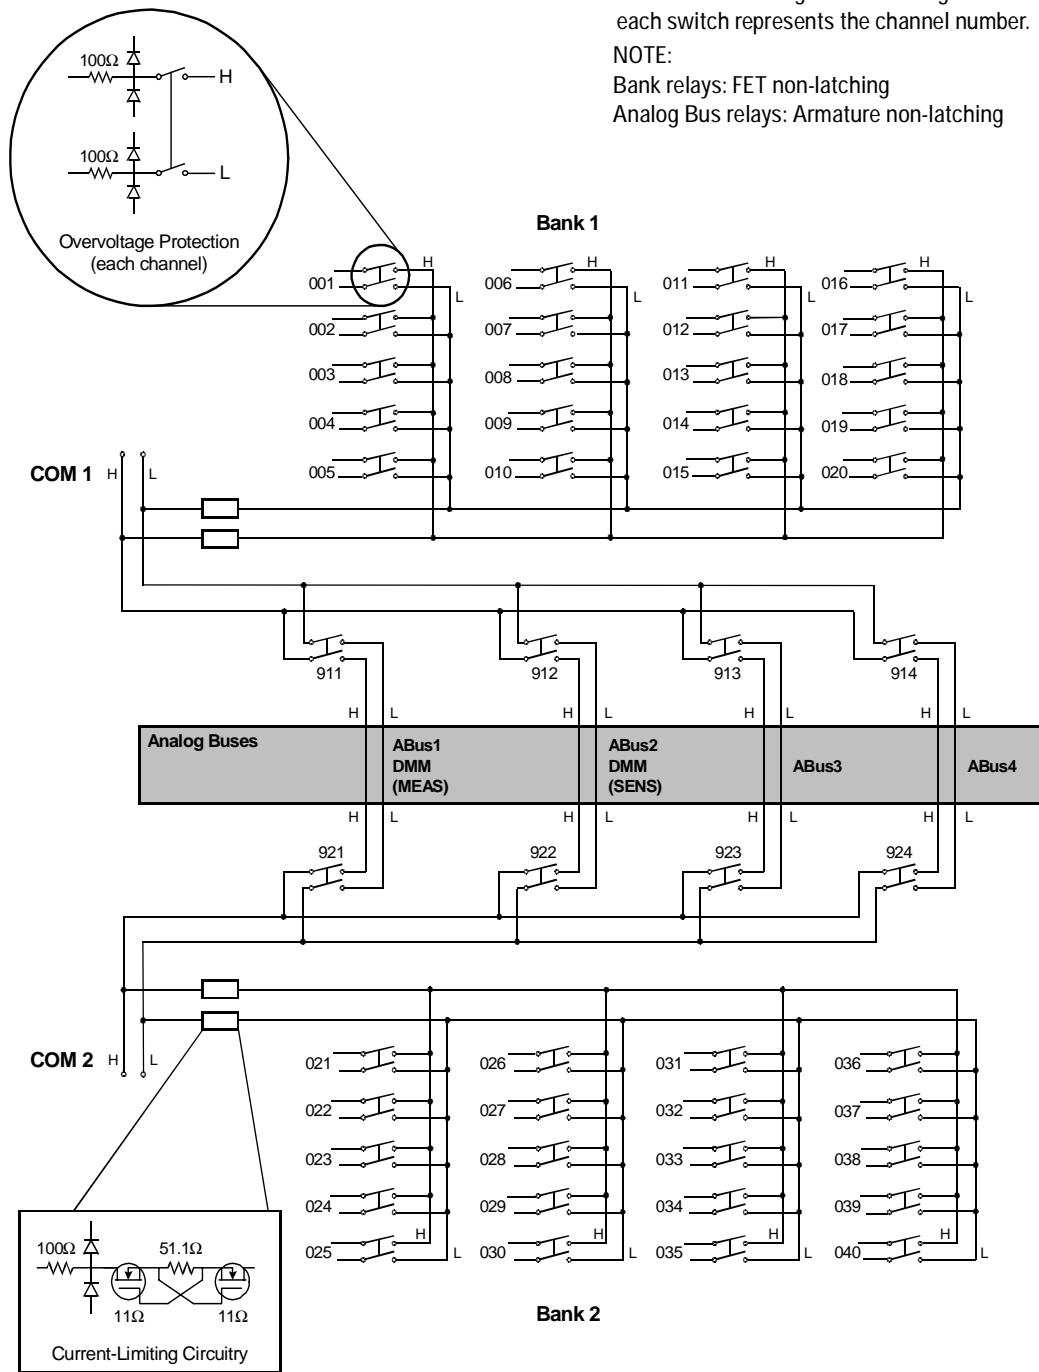 each switch represents the channel number.
NOTE:
Bank relays: FET non-latching
Analog Bus relays: Armature non-latching
100Ω
H
100Ω
L
Overvoltage Protection
(each channel)
Bank 1
H H H H
001 006 011 016
L L L L
002 007 012 017
003 008 013 018
004 009 014 019
005 010 015 020
COM 1 H L
911 912 913 914
H L H L H L H L
Analog Buses
ABus1
DMM
(MEAS)
ABus2
DMM
(SENS)
ABus3
ABus4
H L H L H L H L
921 922 923 924
COM 2 H L
021 026 031 036
022 027 032 037
023 028 033 038
024 029 034 039
H H H H
025 030 035 040
L L L L
Bank 2
100Ω 51.1Ω
11Ω 11Ω
Current-Limiting Circuitry